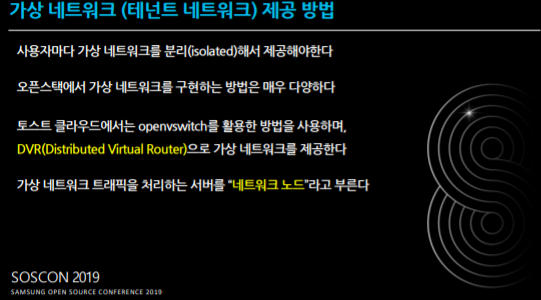 가상 네트워크 (테넌트 네트워크) 제공 방법
사용자마다 가상 네트워크를 분리(isolated)해서 제공해야한다
오픈스택에서 가상 네트워크를 구현하는 방법은 매우 다양하다
토스트 클라우드에서는 openvswitch를 활용한 방법을 사용하며,
DVR(Distributed Virtual Router)으로 가상 네트워크를 제공한다
가상 네트워크 트래픽을 처리하는 서버를 “네트워크 노드”라고 부른다
SOSCON 2019
SAMSUNG OPEN SOURCE CONFERENCE 2019